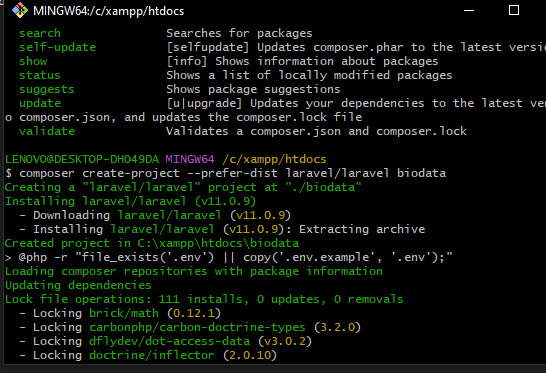 MINGW64:/c/xampp/htdocs
search Searches for packages
self-update [selfupdate] Updates composer.phar to the latest versi
show [info] Shows information about packages
status Shows a list of locally modified packages
suggests Shows package suggestions
update [u|upgrade] Updates your dependencies to the latest ver
o composer.json, and updates the composer.lock file
validate Validates a composer.json and composer.lock
LENOVO@DESKTOP-DHO49DA MINGW64 /c/xampp/htdocs
$ composer create-project --prefer-dist laravel/laravel biodata
Creating a "laravel/laravel" project at "./biodata"
Installing laravel/laravel (v11.0.9)
- Downloading laravel/laravel (v11.0.9)
- Installing laravel/laravel (v11.0.9): Extracting archive
Created project in C:\xampp\htdocs\biodata
> @php -r "file_exists('.env') || copy('.env.example', '.env');"
Loading composer repositories with package information
Updating dependencies
Lock file operations: 111 installs, 0 updates, 0 removals
- Locking brick/math (0.12.1)
- Locking carbonphp/carbon-doctrine-types (3.2.0)
- Locking dflydev/dot-access-data (v3.0.2)
- Locking doctrine/inflector (2.0.10)